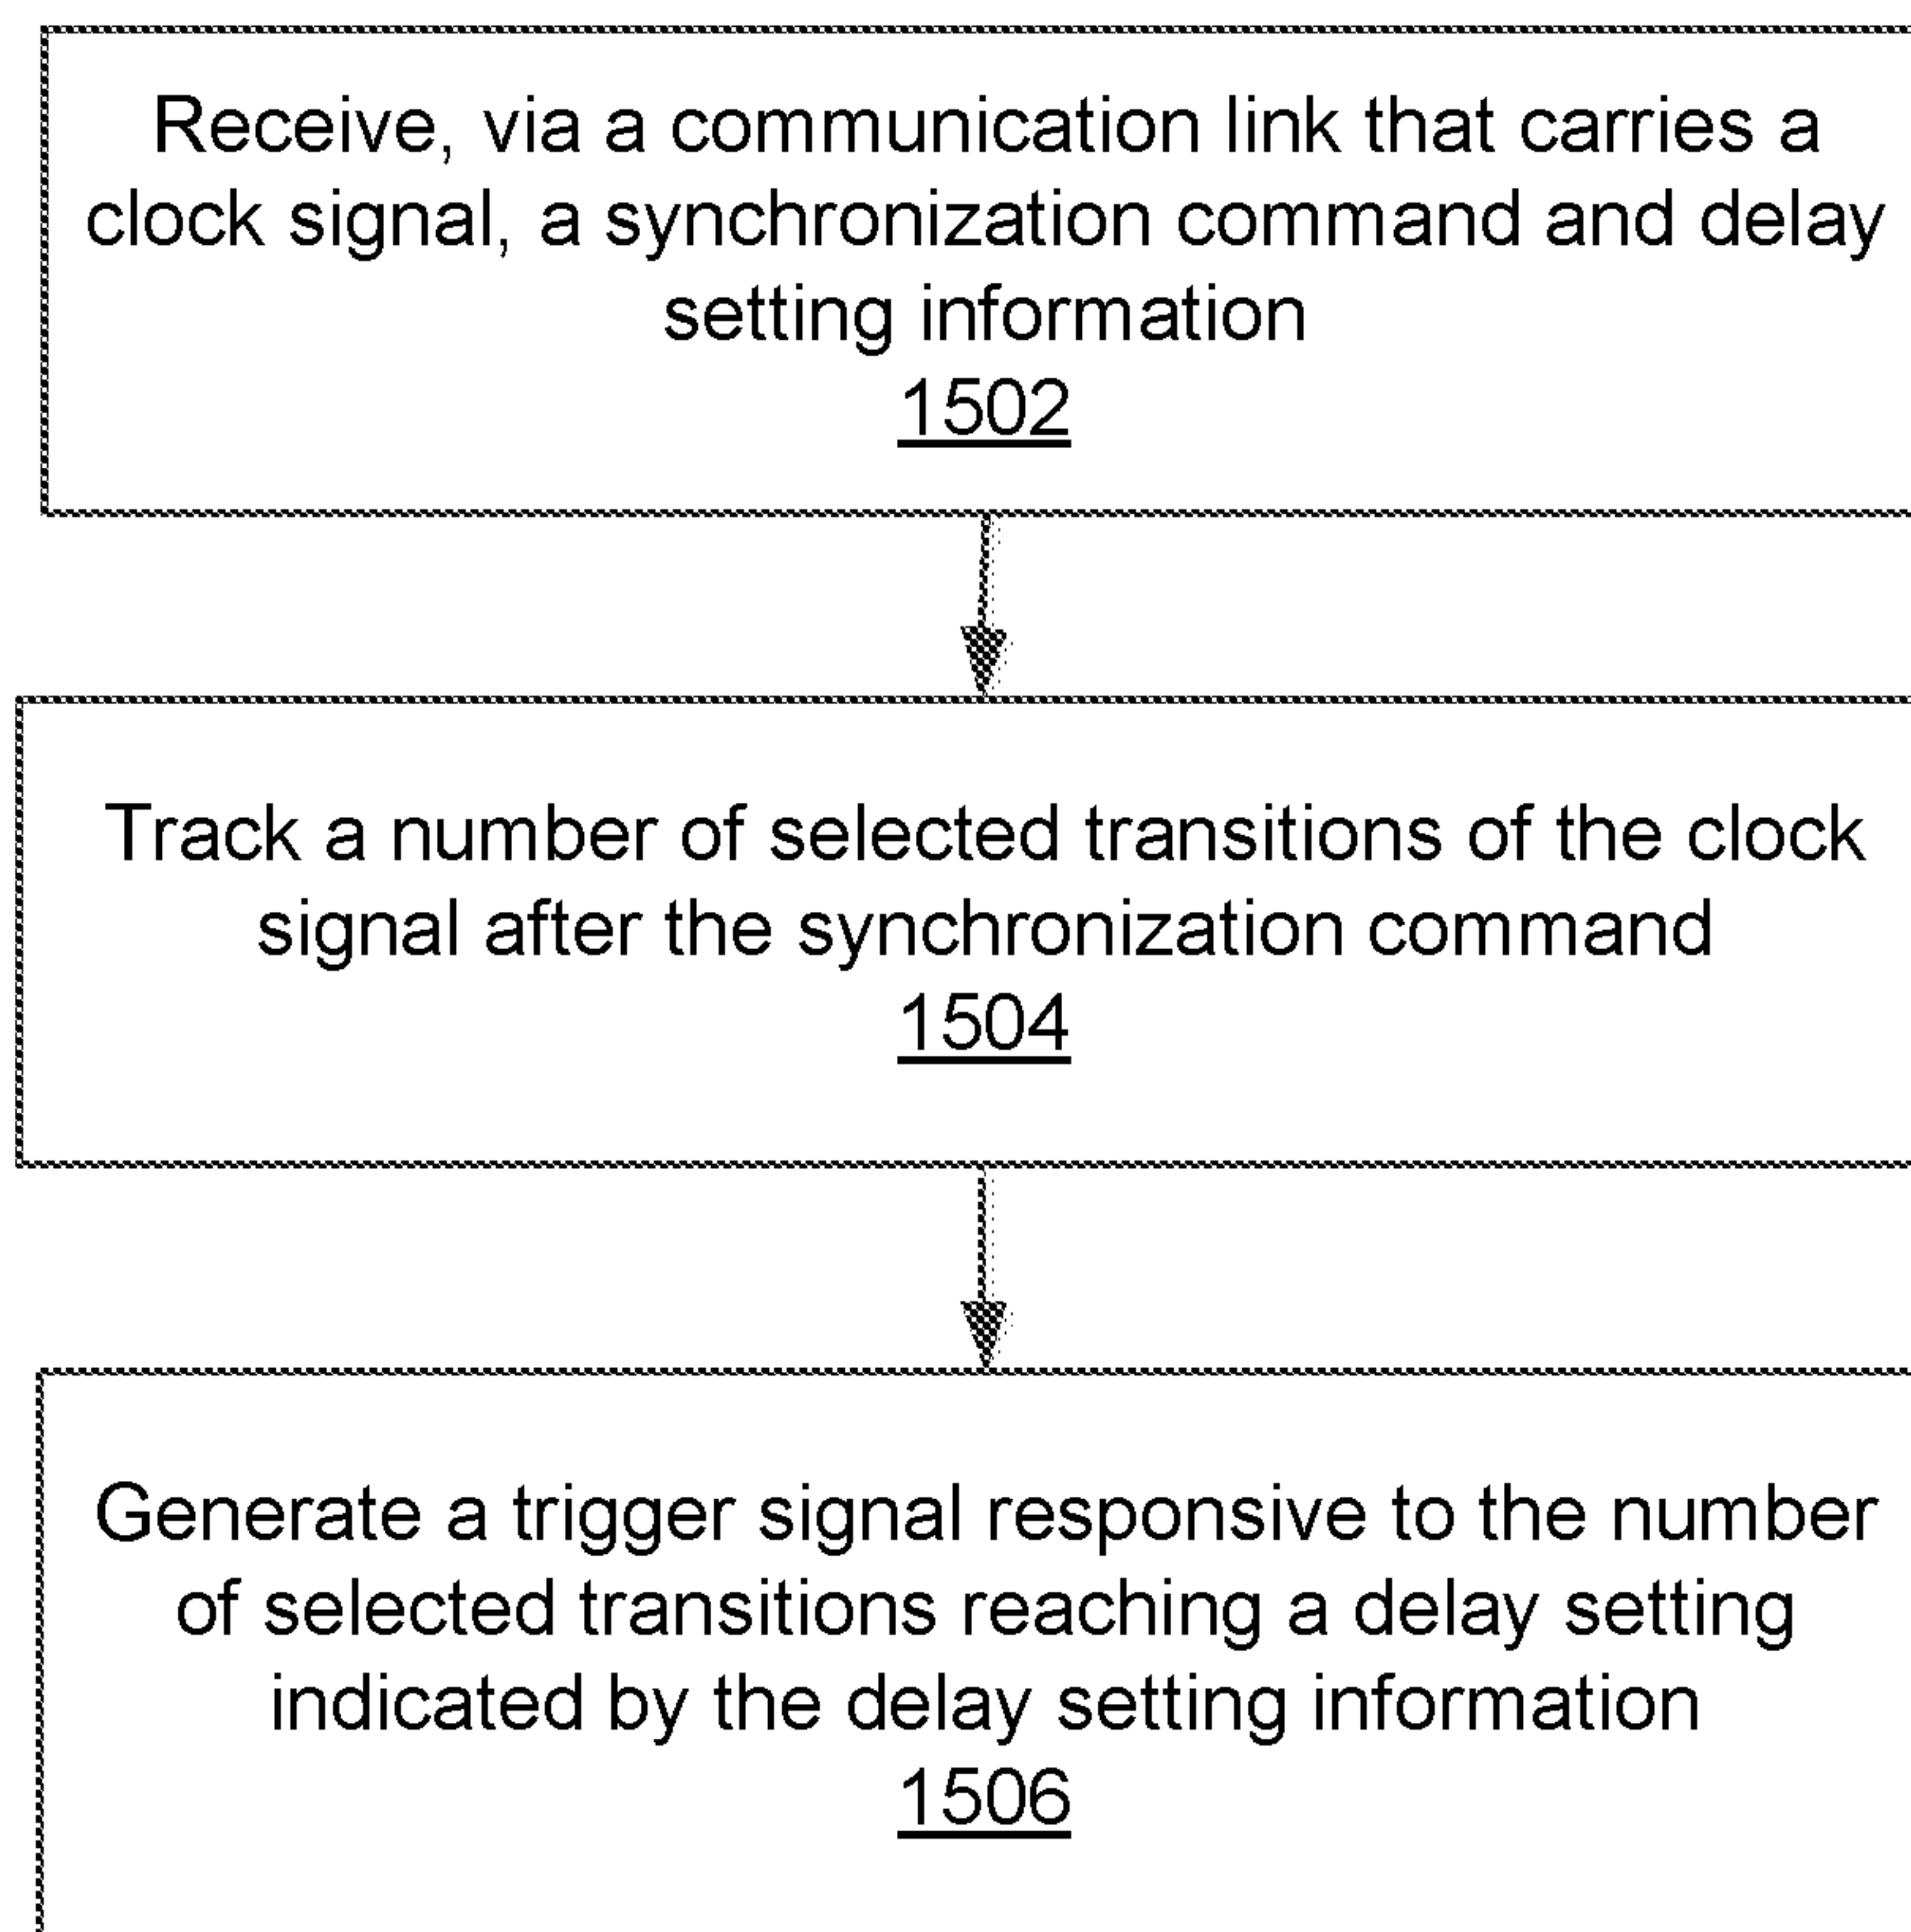 Receive, via a communication link that carries a
clock signal, a synchronization command and delay
setting information
1502
Track a number of selected transitions of the clock
signal after the synchronization command
1504
Generate a trigger signal responsive to the number
of selected transitions reaching a delay setting
indicated by the delay setting information
1506